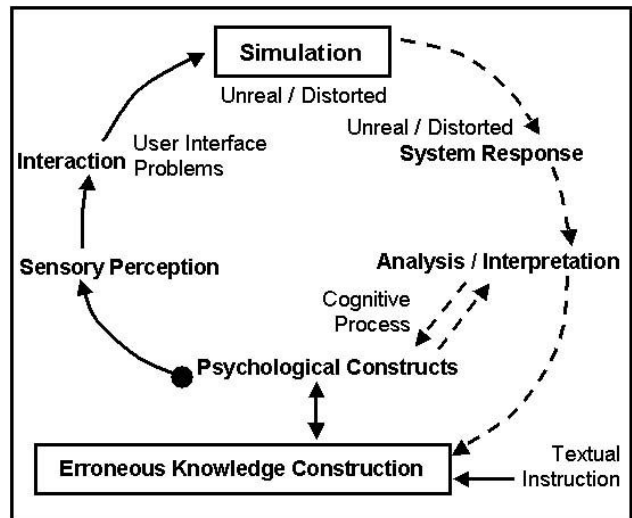 Simulation
Unreal / Distorted
Unreal / Distorted
System Response
User Interface
Problems
Interaction
Sensory Perception
Analysis / Interpretation
Cognitive
Process
Psychological Constructs
Erroneous Knowledge Construction
Textual
Instruction